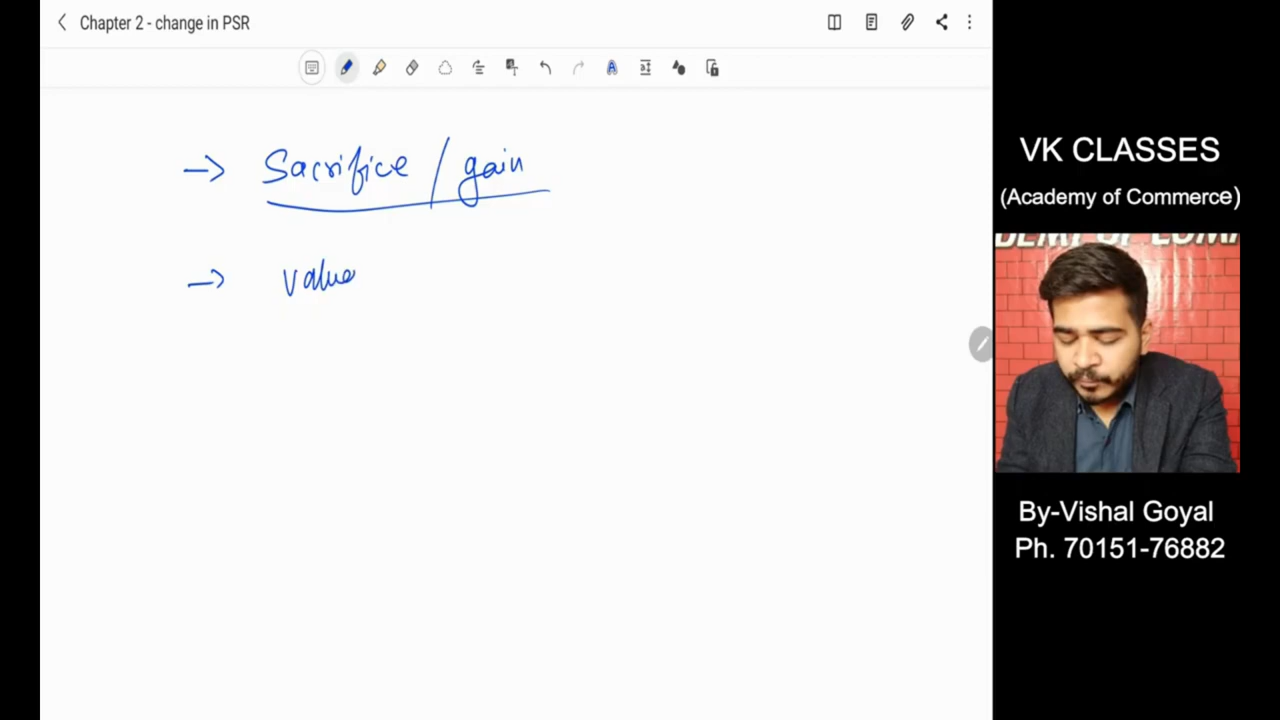 Chapter 2 - change in PSR
→ Sacrifice / gain
→ value
VK CLASSES
(Academy of Commerce)
By-Vishal Goyal
Ph. 70151-76882